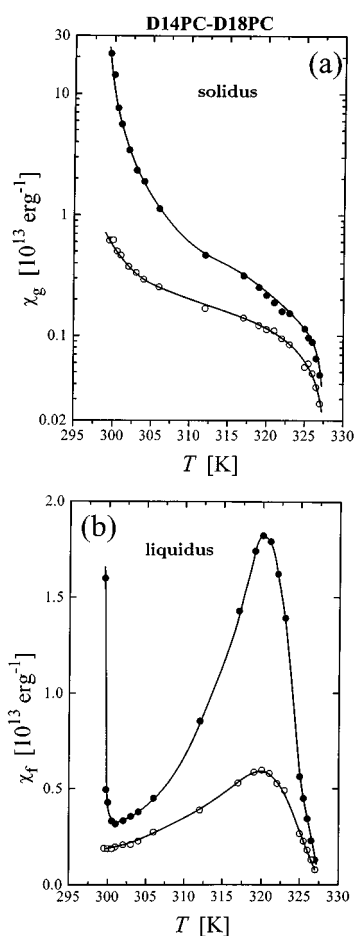 D14PC-D18PC
30
(a)
solidus
10
1
χg [10¹³ erg⁻¹]
0.1
0.02
295 300 305 310 315 320 325 330
T [K]
2.0
(b)
liquidus
1.5
χf [10¹³ erg⁻¹]
1.0
0.5
0.0
295 300 305 310 315 320 325 330
T [K]